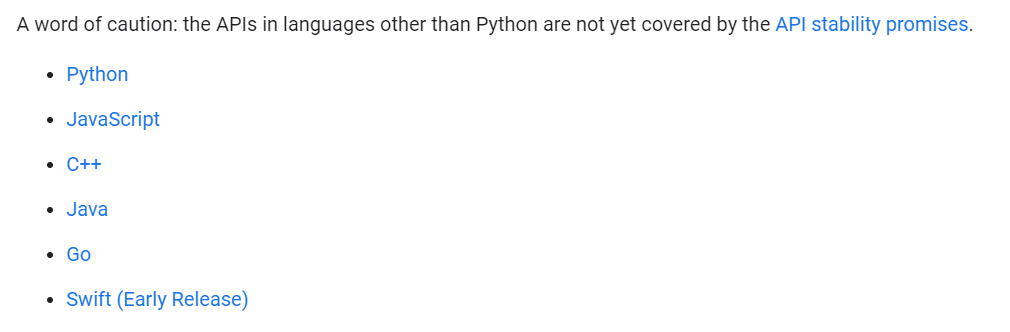 A word of caution: the APIs in languages other than Python are not yet covered by the API stability promises.
• Python
• JavaScript
• C++
• Java
• Go
• Swift (Early Release)